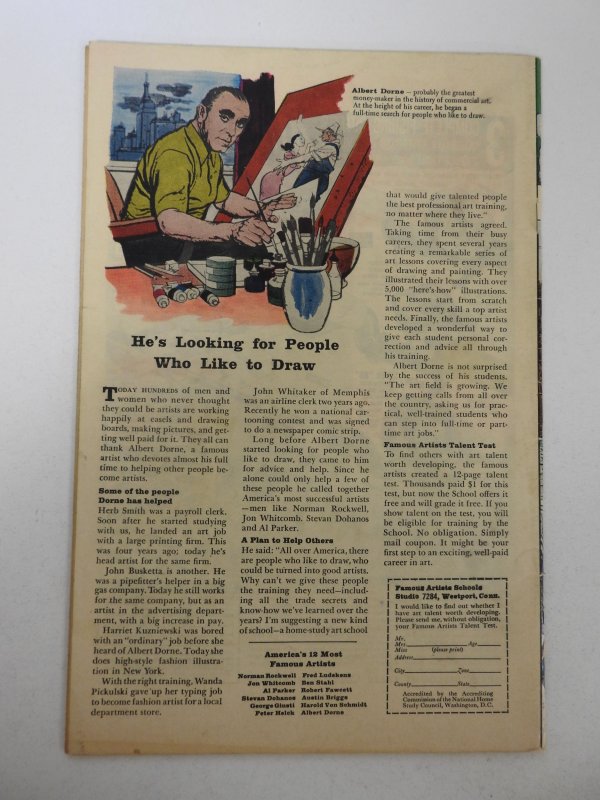 Albert Dorne — probably the greatest
money-maker in the history of commercial art.
At the height of his career, he began a
full-time search for people who like to draw.
He's Looking for People
Who Like to Draw
TODAY HUNDREDS of men and
women who never thought
they could be artists are working
happily at easels and drawing
boards, making pictures, and get-
ting well paid for it. They all can
thank Albert Dorne, a famous
artist who devotes almost his full
time to helping other people be-
come artists.
Some of the people
Dorne has helped
Herb Smith was a payroll clerk.
Soon after he started studying
with us, he landed an art job
with a large printing firm. This
was four years ago; today he's
head artist for the same firm.
John Busketta is another. He
was a pipefitter's helper in a big
gas company. Today he still works
for the same company, but as an
artist in the advertising depart-
ment, with a big increase in pay.
Harriet Kuzniewski was bored
with an "ordinary" job before she
heard of Albert Dorne. Today she
does high-style fashion illustra-
tion in New York.
With the right training, Wanda
Pickulski gave up her typing job
to become fashion artist for a local
department store.
John Whitaker of Memphis
was an airline clerk two years ago.
Recently he won a national car-
tooning contest and was signed
to do a newspaper comic strip.
Long before Albert Dorne
started looking for people who
like to draw, they came to him
for advice and help. Since he
alone could only help a few of
these people he called together
America's most successful artists
—men like Norman Rockwell,
Jon Whitcomb, Stevan Dohanos
and Al Parker.
A Plan to Help Others
He said: "All over America, there
are people who like to draw, who
could be turned into good artists.
Why can't we give these people
the training they need—includ-
ing all the trade secrets and
know-how we've learned over the
years? I'm suggesting a new kind
of school—a home-study art school
America's 12 Most
Famous Artists
Norman Rockwell Fred Ludekens
Jon Whitcomb Ben Stahl
Al Parker Robert Fawcett
Stevan Dohanos Austin Briggs
George Giusti Harold Von Schmidt
Peter Helck Albert Dorne
that would give talented people
the best professional art training,
no matter where they live."
The famous artists agreed.
Taking time from their busy
careers, they spent several years
creating a remarkable series of
art lessons covering every aspect
of drawing and painting. They
illustrated their lessons with over
5,000 "here's-how" illustrations.
The lessons start from scratch
and cover every skill a top artist
needs. Finally, the famous artists
developed a wonderful way to
give each student personal cor-
rection and advice all through
his training.
Albert Dorne is not surprised
by the success of his students.
"The art field is growing. We
keep getting calls from all over
the country, asking us for prac-
tical, well-trained students who
can step into full-time or part-
time art jobs."
Famous Artists Talent Test
To find others with art talent
worth developing, the famous
artists created a 12-page talent
test. Thousands paid $1 for this
test, but now the School offers it
free and will grade it free. If you
show talent on the test, you will
be eligible for training by the
School. No obligation. Simply
mail coupon. It might be your
first step to an exciting, well-paid
career in art.
Famous Artists Schools
Studio 7284, Westport, Conn.
I would like to find out whether I
have art talent worth developing.
Please send me, without obligation,
your Famous Artists Talent Test.
Mr.
Mrs. Age
Miss (please print)
Address
City Zone
County State
Accredited by the Accrediting
Commission of the National Home
Study Council, Washington, D.C.